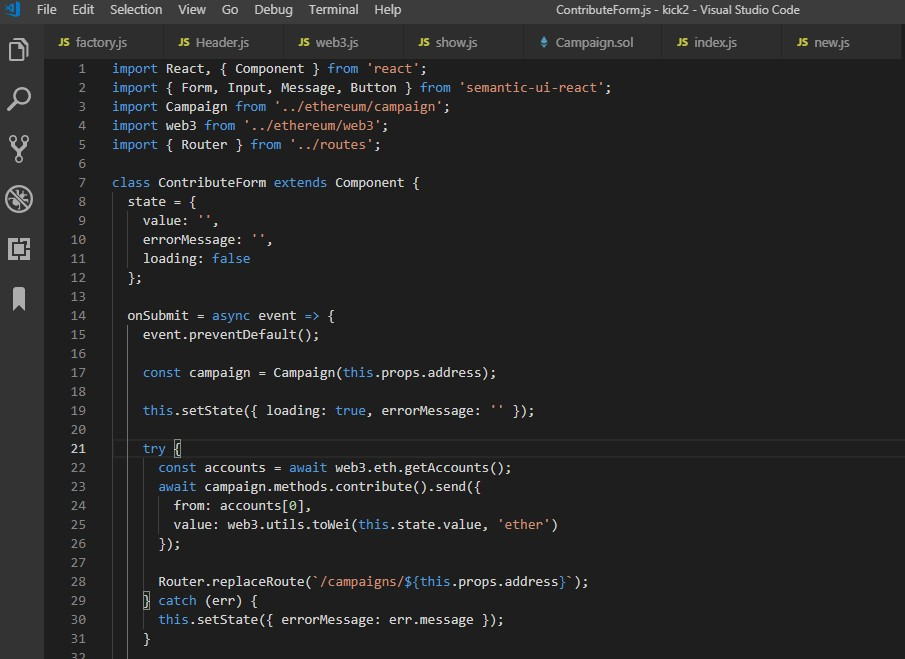 File Edit Selection View Go Debug Terminal Help ContributeForm.js - kick2 - Visual Studio Code
JS factory.js JS Header.js JS web3.js JS show.js Campaign.sol JS index.js JS new.js
1 import React, { Component } from 'react';
2 import { Form, Input, Message, Button } from 'semantic-ui-react';
3 import Campaign from '../ethereum/campaign';
4 import web3 from '../ethereum/web3';
5 import { Router } from '../routes';
6
7 class ContributeForm extends Component {
8   state = {
9     value: '',
10     errorMessage: '',
11     loading: false
12   };
13
14   onSubmit = async event => {
15     event.preventDefault();
16
17     const campaign = Campaign(this.props.address);
18
19     this.setState({ loading: true, errorMessage: '' });
20
21     try {
22       const accounts = await web3.eth.getAccounts();
23       await campaign.methods.contribute().send({
24         from: accounts[0],
25         value: web3.utils.toWei(this.state.value, 'ether')
26       });
27
28       Router.replaceRoute(`/campaigns/${this.props.address}`);
29     } catch (err) {
30       this.setState({ errorMessage: err.message });
31     }
32